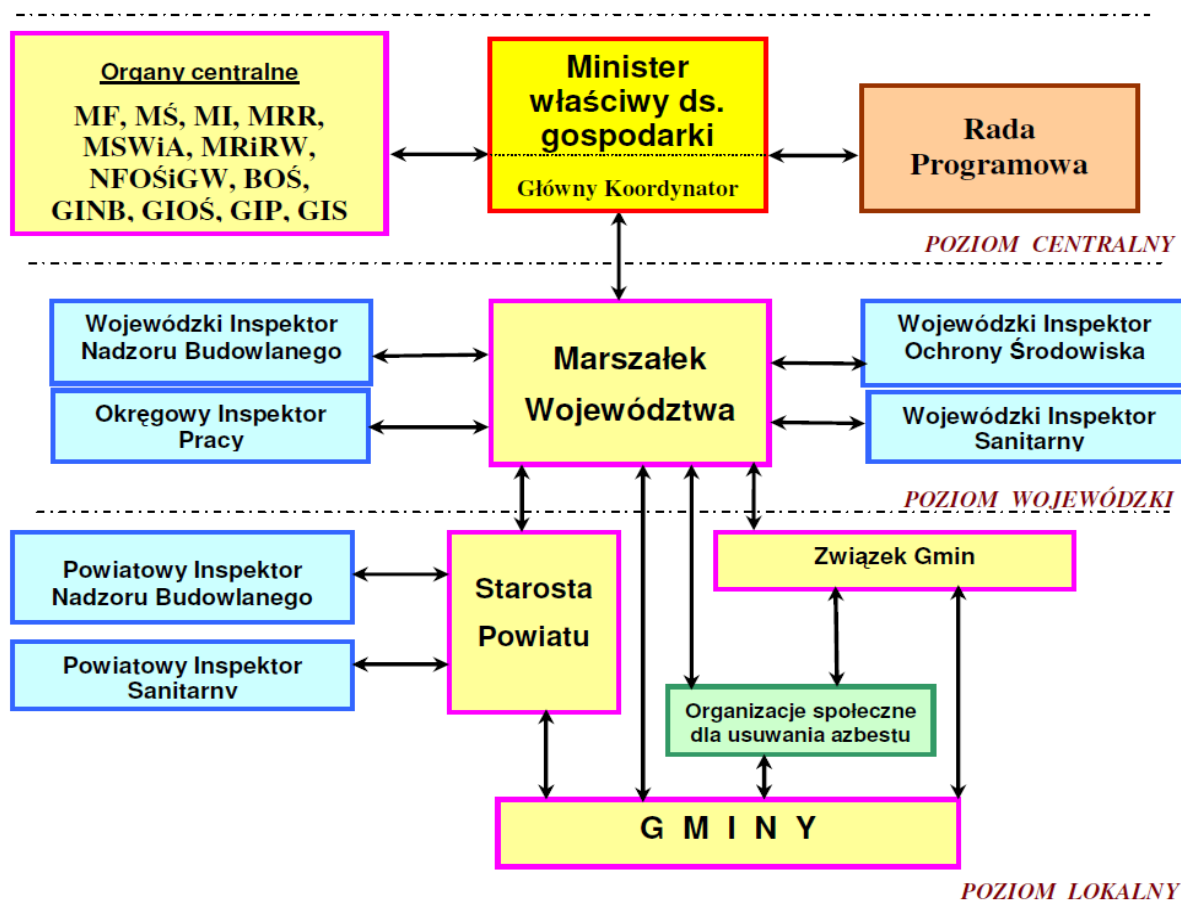 Organy centralne
MF, MŚ, MI, MRR,
MSWiA, MRiRW,
NFOŚiGW, BOŚ,
GINB, GIOŚ, GIP, GIS
Minister
właściwy ds.
gospodarki
Główny Koordynator
Rada
Programowa
POZIOM CENTRALNY
Wojewódzki Inspektor
Nadzoru Budowlanego
Okręgowy Inspektor
Pracy
Marszałek
Województwa
Wojewódzki Inspektor
Ochrony Środowiska
Wojewódzki Inspektor
Sanitarny
POZIOM WOJEWÓDZKI
Powiatowy Inspektor
Nadzoru Budowlanego
Powiatowy Inspektor
Sanitarny
Starosta
Powiatu
Związek Gmin
Organizacje społeczne
dla usuwania azbestu
G M I N Y
POZIOM LOKALNY